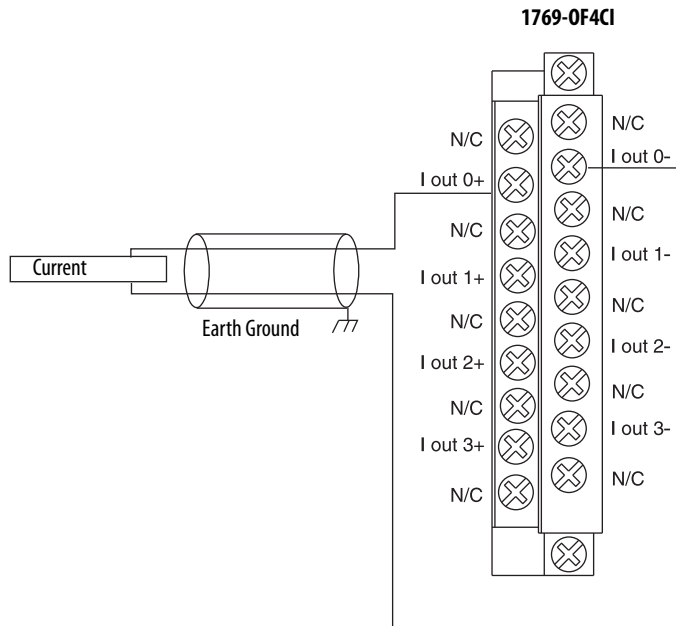 1769-OF4CI
N/C
I out 0+
N/C
I out 1+
N/C
I out 2+
N/C
I out 3+
N/C
N/C
I out 0-
N/C
I out 1-
N/C
I out 2-
N/C
I out 3-
N/C
Current
Earth Ground